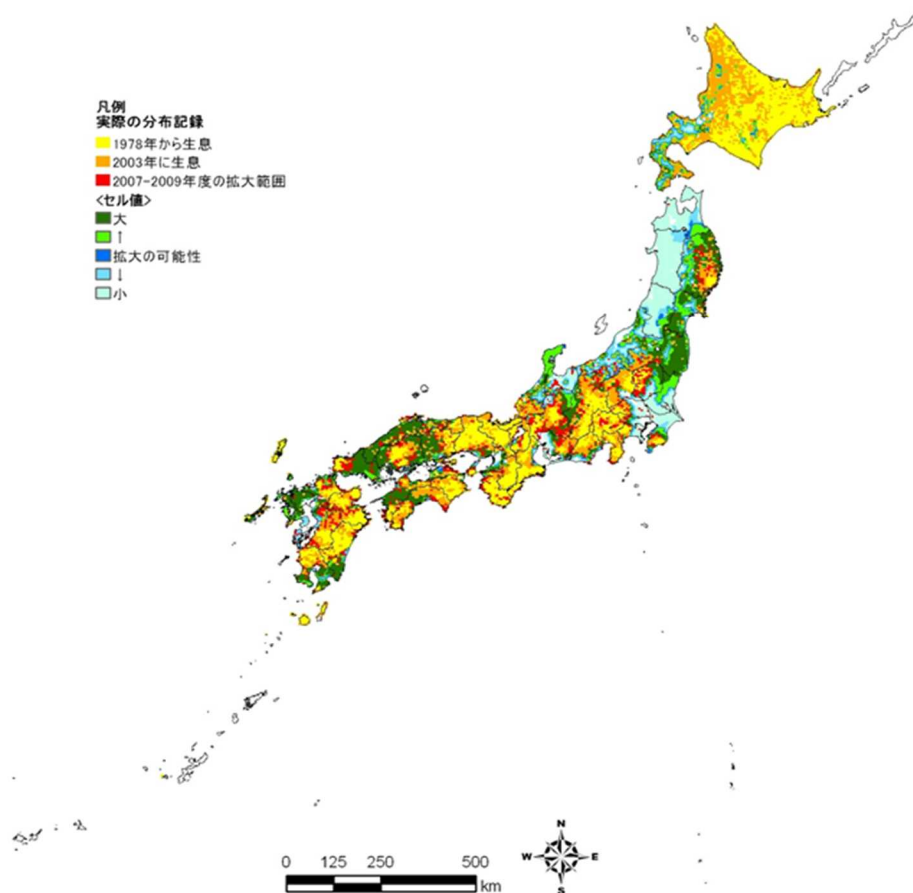 凡例
実際の分布記録
1978年から生息
2003年に生息
2007-2009年度の拡大範囲
<セル値>
大
↑
拡大の可能性
↓
小
N
W E
S
0 125 250 500
km